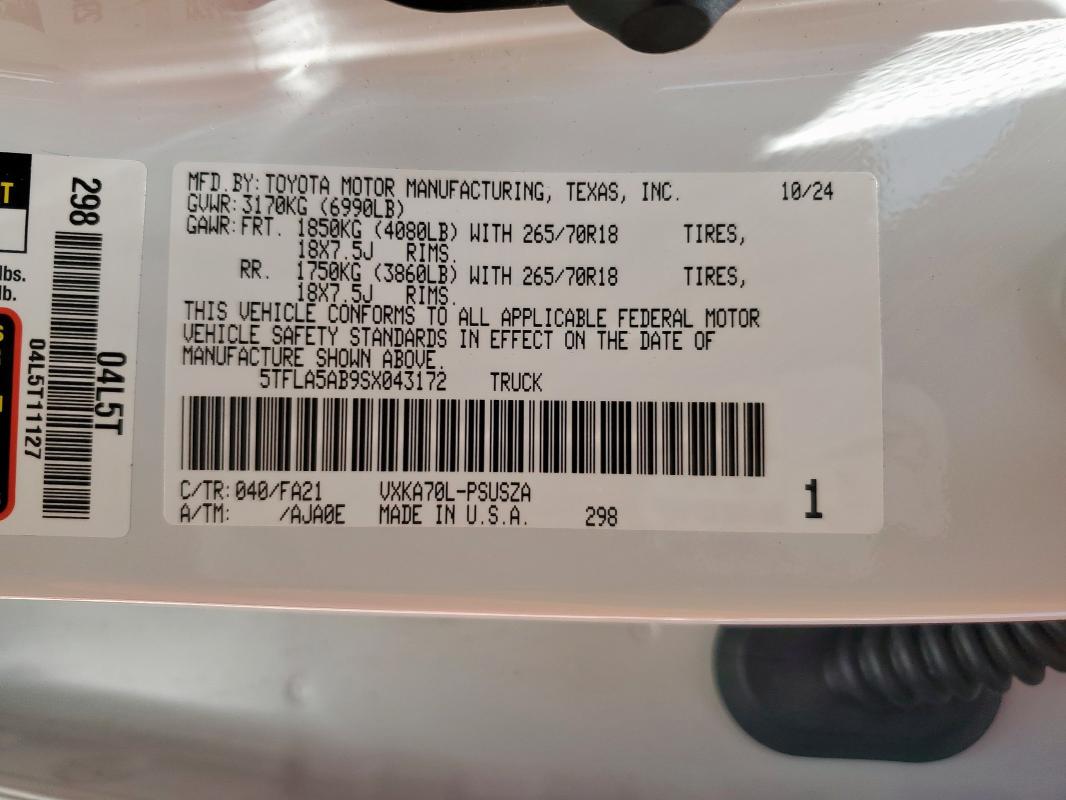 MFD.BY: TOYOTA MOTOR MANUFACTURING, TEXAS, INC. 10/24
GVWR: 3170KG (6990LB)
GAWR: FRT. 1850KG (4080LB) WITH 265/70R18 TIRES,
18X7.5J RIMS.
RR. 1750KG (3860LB) WITH 265/70R18 TIRES,
18X7.5J RIMS.
THIS VEHICLE CONFORMS TO ALL APPLICABLE FEDERAL MOTOR
VEHICLE SAFETY STANDARDS IN EFFECT ON THE DATE OF
MANUFACTURE SHOWN ABOVE.
5TFLA5AB9SX043172 TRUCK
C/TR: 040/FA21 VXKA70L-PSUSZA
A/TM: /AJA0E MADE IN U.S.A. 298
1
298
04L5T
04L5T11127
T
lbs.
lb.